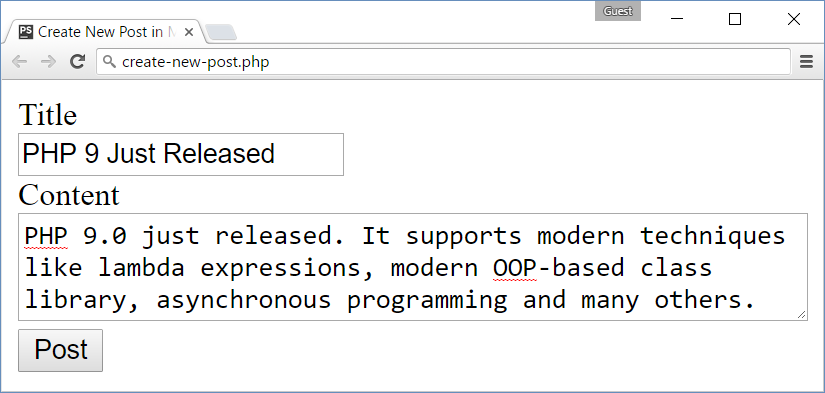 Guest
PS Create New Post in
create-new-post.php
Title
PHP 9 Just Released
Content
PHP 9.0 just released. It supports modern techniques
like lambda expressions, modern OOP-based class
library, asynchronous programming and many others.
Post